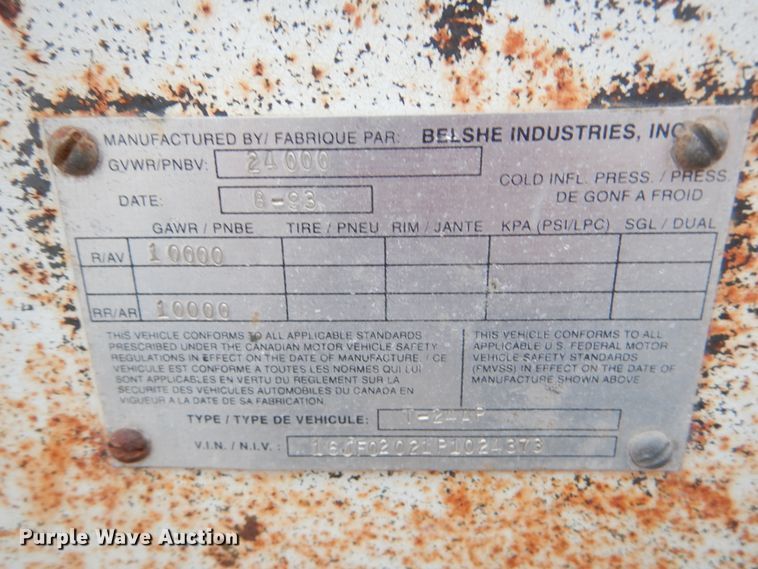 MANUFACTURED BY/ FABRIQUE PAR: BELSHE INDUSTRIES, INC
GVWR/PNBV: 24000
COLD INFL. PRESS. / PRESS.
DE GONF A FROID
DATE: 8-93
GAWR / PNBE TIRE / PNEU RIM / JANTE KPA (PSI/LPC) SGL / DUAL
R/AV 10000
RR/AR 10000
THIS VEHICLE CONFORMS TO ALL APPLICABLE STANDARDS
PRESCRIBED UNDER THE CANADIAN MOTOR VEHICLE SAFETY
REGULATIONS IN EFFECT ON THE DATE OF MANUFACTURE. / CE
VEHICULE EST CONFORME A TOUTES LES NORMES QUI LUI
SONT APPLICABLES EN VERTU DU REGLEMENT SUR LA
SECURITE DES VEHICULES AUTOMOBILES DU CANADA EN
VIGUEUR A LA DATE DE SA FABRICATION.
THIS VEHICLE CONFORMS TO ALL
APPLICABLE U.S. FEDERAL MOTOR
VEHICLE SAFETY STANDARDS
(FMVSS) IN EFFECT ON THE DATE OF
MANUFACTURE SHOWN ABOVE
TYPE / TYPE DE VEHICULE: T-24AP
V.I.N. / N.I.V. : 16JF02021P1024373
Purple Wave Auction